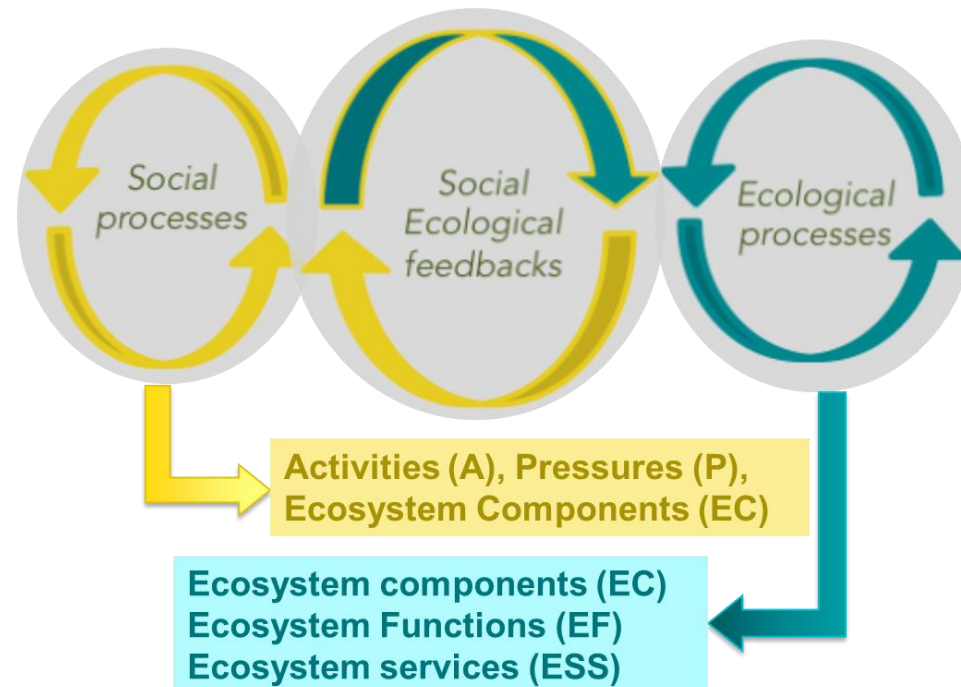 Social
processes
Social
Ecological
feedbacks
Ecological
processes
Activities (A), Pressures (P),
Ecosystem Components (EC)
Ecosystem components (EC)
Ecosystem Functions (EF)
Ecosystem services (ESS)